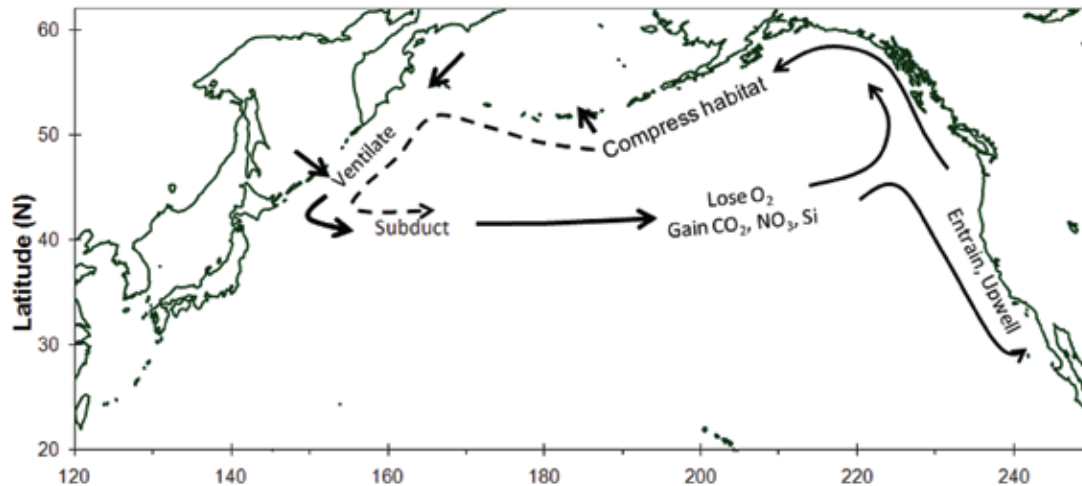 60
50
40
30
20
Latitude (N)
Compress habitat
Ventilate
Lose O₂
Gain CO₂, NO₃, Si
Subduct
Entrain, Upwell
120 140 160 180 200 220 240